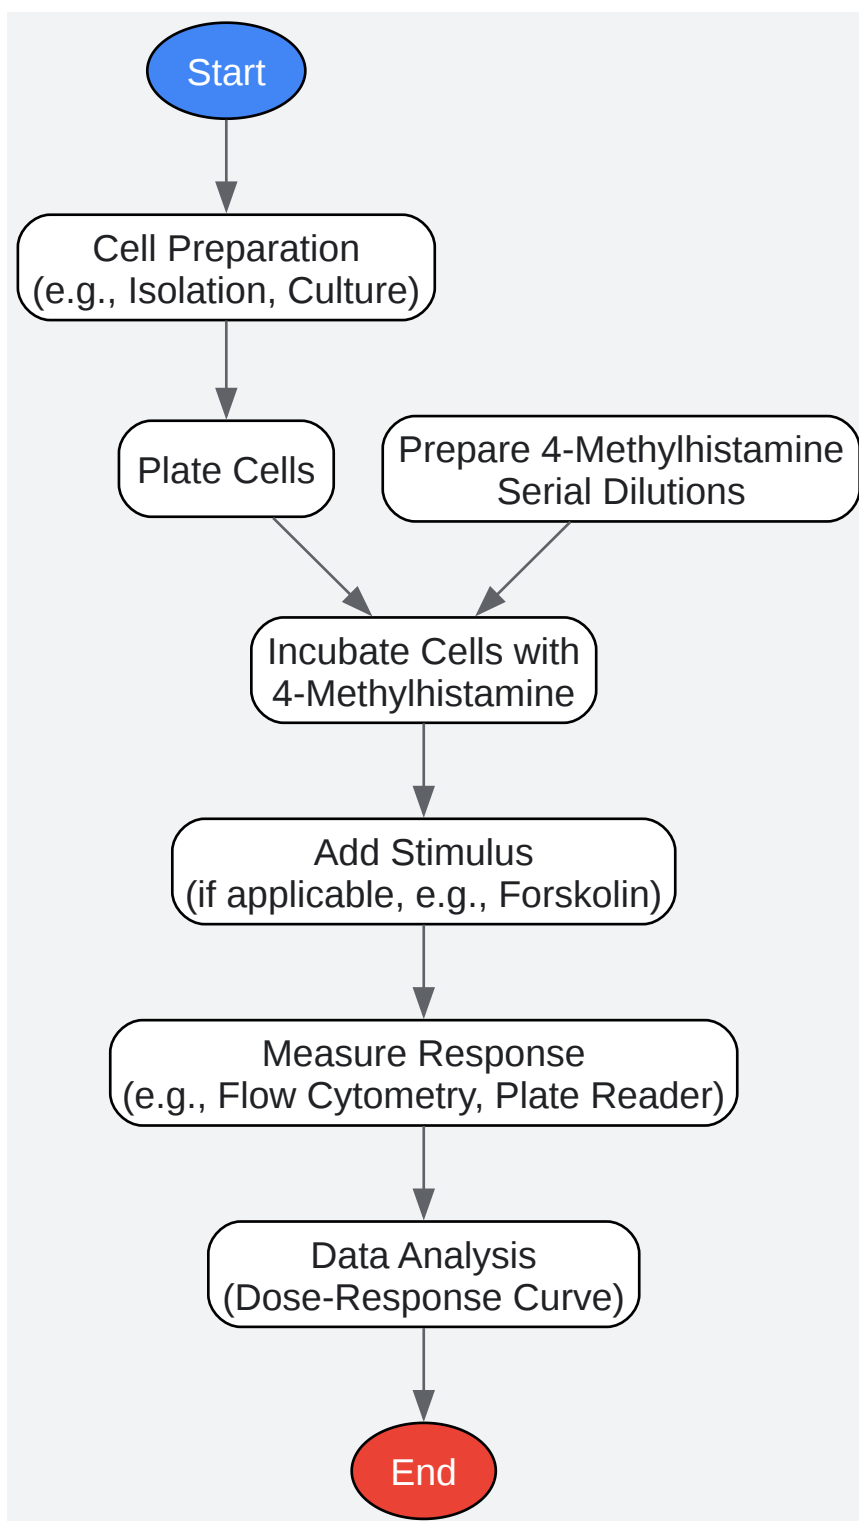 Start
Cell Preparation
(e.g., Isolation, Culture)
Plate Cells
Prepare 4-Methylhistamine
Serial Dilutions
Incubate Cells with
4-Methylhistamine
Add Stimulus
(if applicable, e.g., Forskolin)
Measure Response
(e.g., Flow Cytometry, Plate Reader)
Data Analysis
(Dose-Response Curve)
End